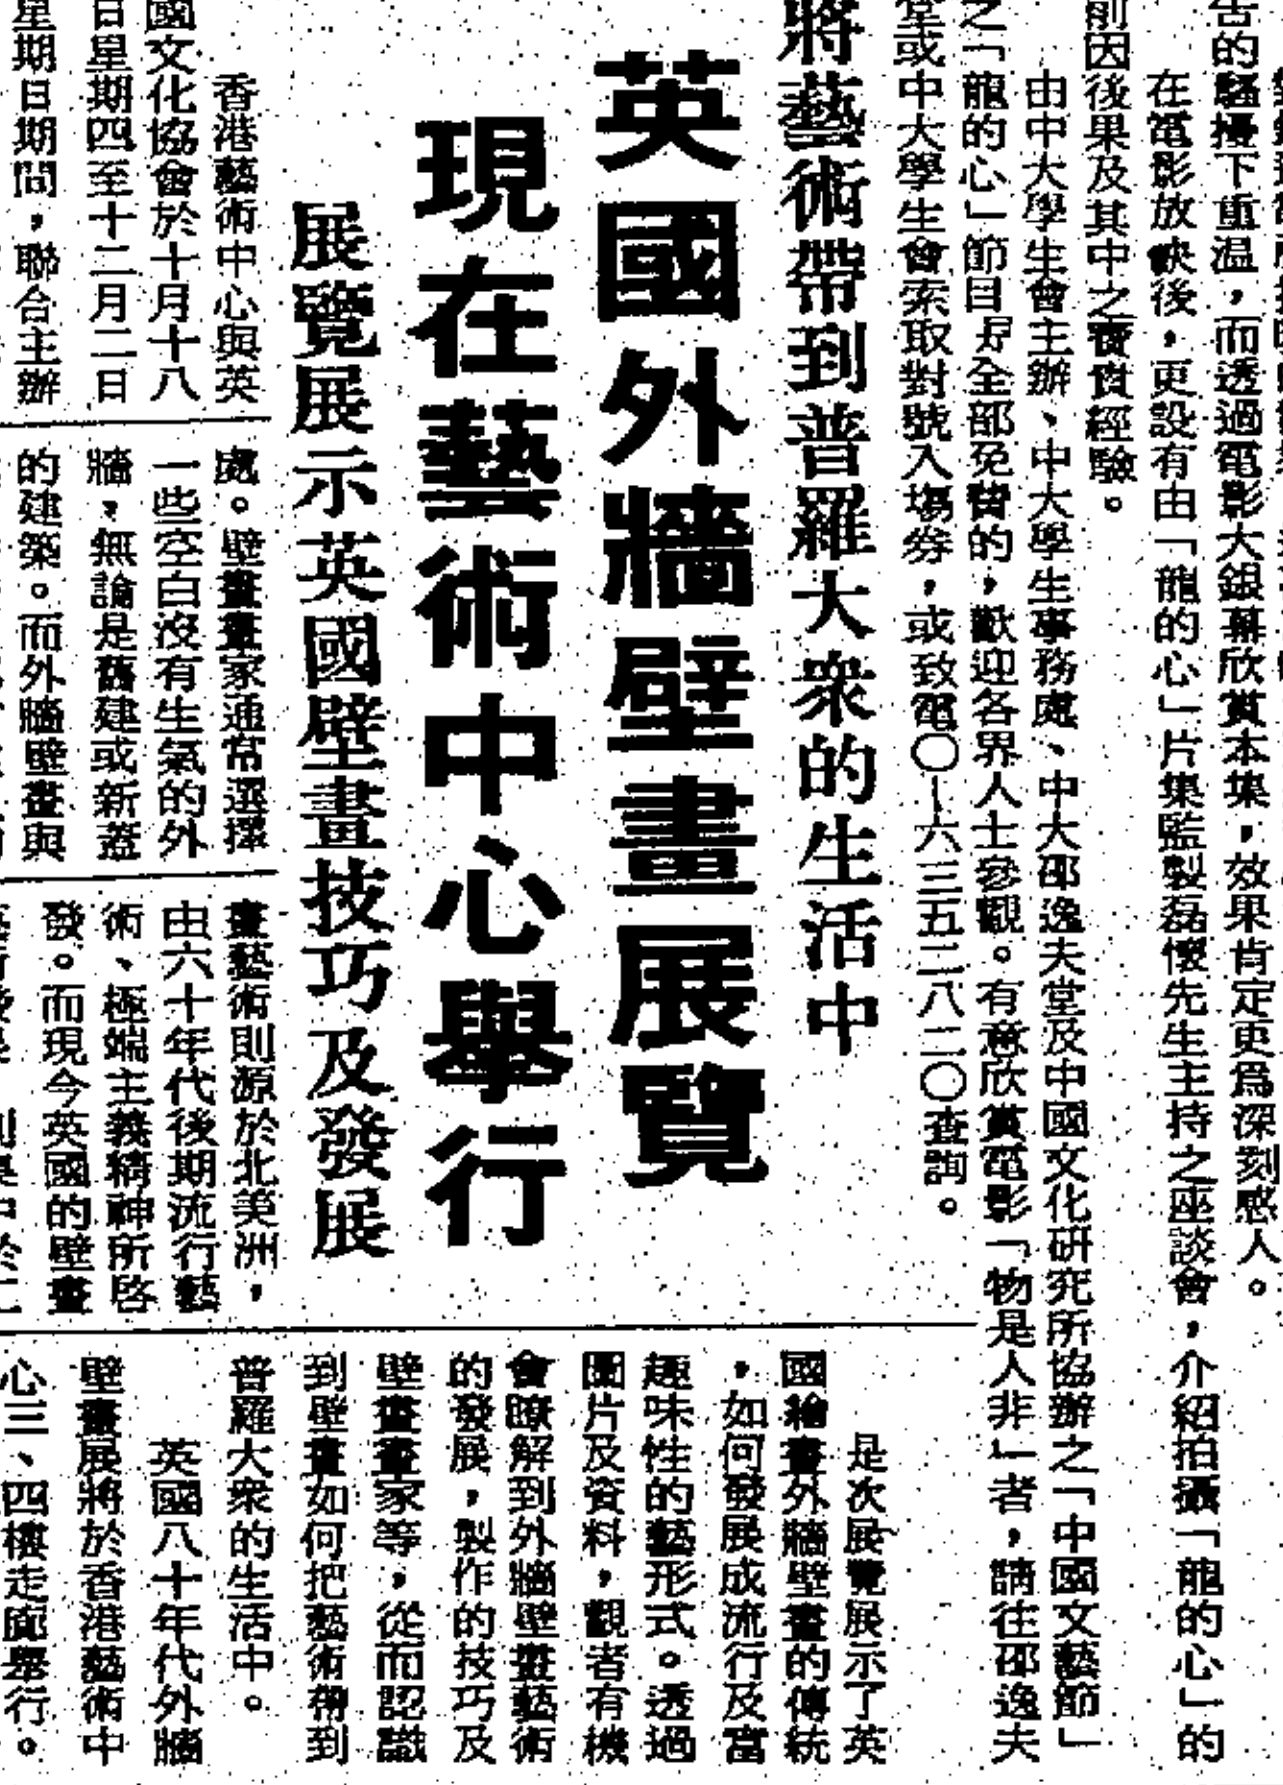 告的騷擾下重温，而透過電影大銀幕欣賞本集，效果肯定更爲深刻感人。
在電影放映後，更設有由「龍的心」片集監製磊懷先生主持之座談會，介紹拍攝「龍的心」的
前因後果及其中之寶貴經驗。
由中大學生會主辦、中大學生事務處、中大邵逸夫堂及中國文化研究所協辦之「中國文藝節」
之「龍的心」節目是全部免費的，歡迎各界人士參觀。有意欣賞電影「物是人非」者，請往邵逸夫
堂或中大學生會索取對號入場券，或致電〇—六三五二八二〇查詢。
將藝術帶到普羅大衆的生活中
英國外牆壁畫展覽
現在藝術中心舉行
展覽展示英國壁畫技巧及發展
香港藝術中心與英
國文化協會於十月十八
日星期四至十二月二日
星期日期間，聯合主辦
處。壁畫畫家通常選擇
一些空白沒有生氣的外
牆，無論是舊建或新蓋
的建築。而外牆壁畫與
畫藝術則源於北美洲，
由六十年代後期流行藝
術、極端主義精神所啓
發。而現今英國的壁畫
是次展覽展示了英
國繪畫外牆壁畫的傳統
，如何發展成流行及富
趣味性的藝形式。透過
圖片及資料，觀者有機
會瞭解到外牆壁畫藝術
的發展，製作的技巧及
壁畫畫家等，從而認識
到壁畫如何把藝術帶到
普羅大衆的生活中。
英國八十年代外牆
壁畫展將於香港藝術中
心三、四樓走廊舉行。